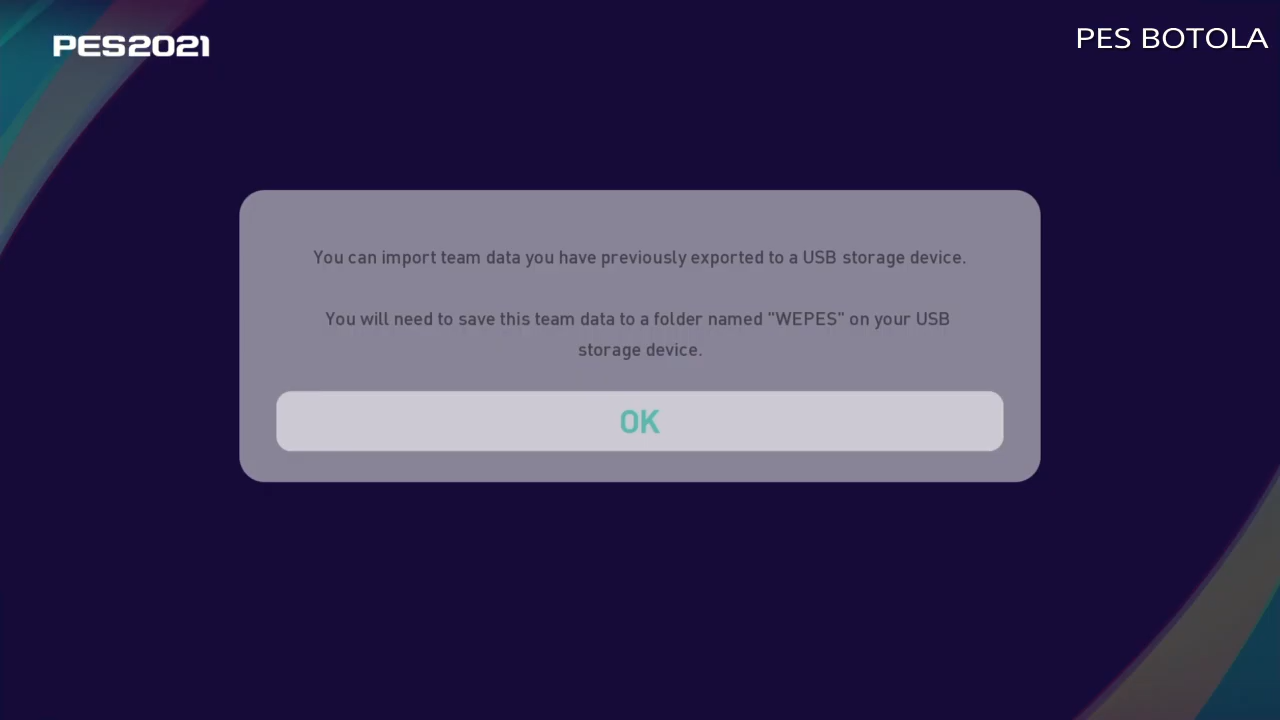 PES2021
PES BOTOLA
You can import team data you have previously exported to a USB storage device.
You will need to save this team data to a folder named "WEPES" on your USB
storage device.
OK